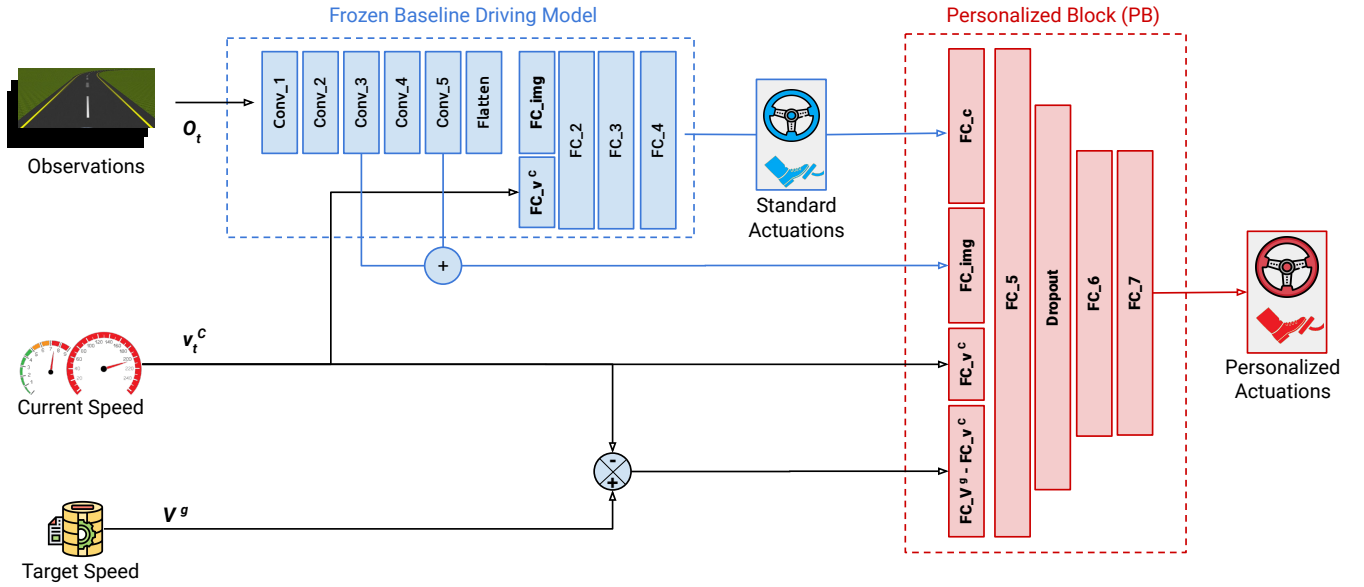 Frozen Baseline Driving Model
Personalized Block (PB)
Conv_1
Conv_2
Conv_3
Conv_4
Conv_5
Flatten
FC_img
FC_v^C
FC_2
FC_3
FC_4
O_t
Observations
Standard
Actuations
+
FC_c
FC_img
FC_v^C
FC_V^g - FC_v^C
FC_5
Dropout
FC_6
FC_7
v_t^C
Current Speed
Personalized
Actuations
-
+
V^g
Target Speed